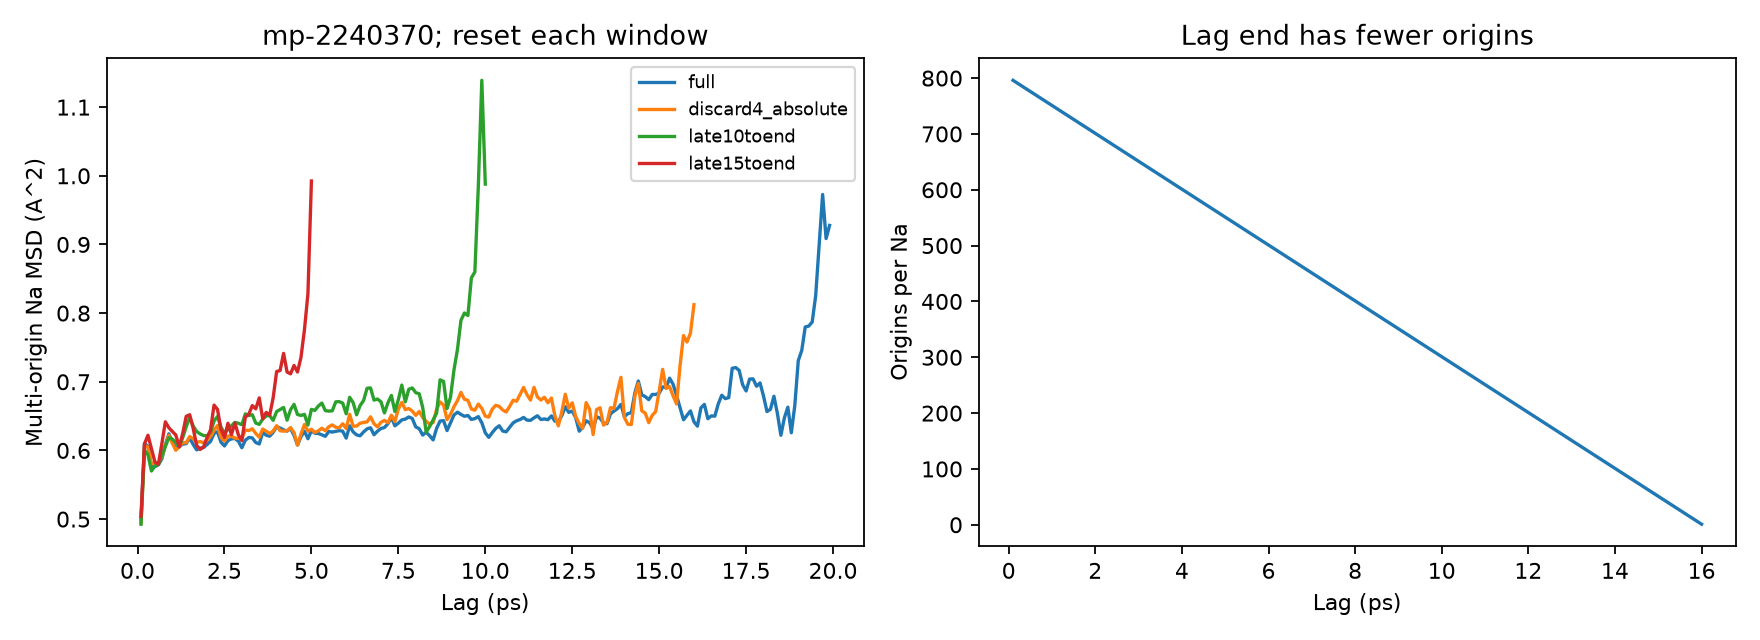 mp-2240370; reset each window
Multi-origin Na MSD (A^2)
1.1
1.0
0.9
0.8
0.7
0.6
0.5
full
discard4_absolute
late10toend
late15toend
0.0 2.5 5.0 7.5 10.0 12.5 15.0 17.5 20.0
Lag (ps)
Lag end has fewer origins
Origins per Na
800
700
600
500
400
300
200
100
0
0 2 4 6 8 10 12 14 16
Lag (ps)